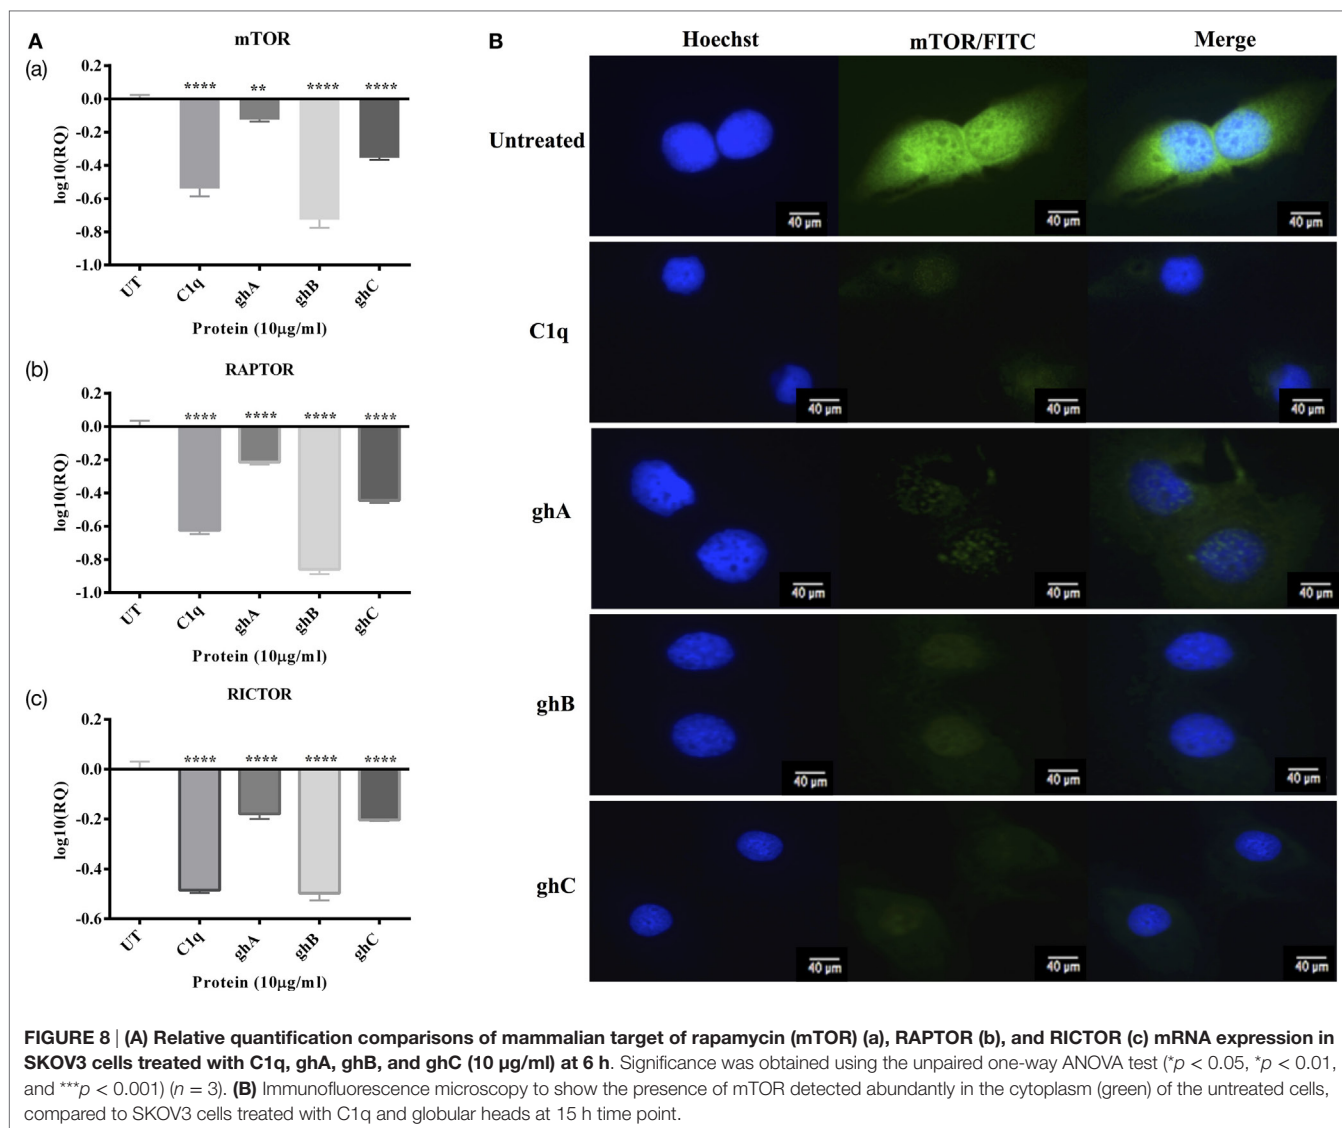 A
mTOR
(a)
0.2
0.0
-0.2
-0.4
-0.6
-0.8
-1.0
log10(RQ)
**** ** **** ****
UT C1q ghA ghB ghC
Protein (10µg/ml)
(b)
RAPTOR
0.2
0.0
-0.2
-0.4
-0.6
-0.8
-1.0
log10(RQ)
**** **** **** ****
UT C1q ghA ghB ghC
Protein (10µg/ml)
(c)
RICTOR
0.2
0.0
-0.2
-0.4
-0.6
log10(RQ)
**** **** **** ****
UT C1q ghA ghB ghC
Protein (10µg/ml)
B
Hoechst mTOR/FITC Merge
Untreated
40 µm 40 µm 40 µm
C1q
40 µm 40 µm 40 µm
ghA
40 µm 40 µm 40 µm
ghB
40 µm 40 µm 40 µm
ghC
40 µm 40 µm 40 µm
FIGURE 8 | (A) Relative quantification comparisons of mammalian target of rapamycin (mTOR) (a), RAPTOR (b), and RICTOR (c) mRNA expression in
SKOV3 cells treated with C1q, ghA, ghB, and ghC (10 µg/ml) at 6 h. Significance was obtained using the unpaired one-way ANOVA test (*p < 0.05, *p < 0.01,
and ***p < 0.001) (n = 3). (B) Immunofluorescence microscopy to show the presence of mTOR detected abundantly in the cytoplasm (green) of the untreated cells,
compared to SKOV3 cells treated with C1q and globular heads at 15 h time point.